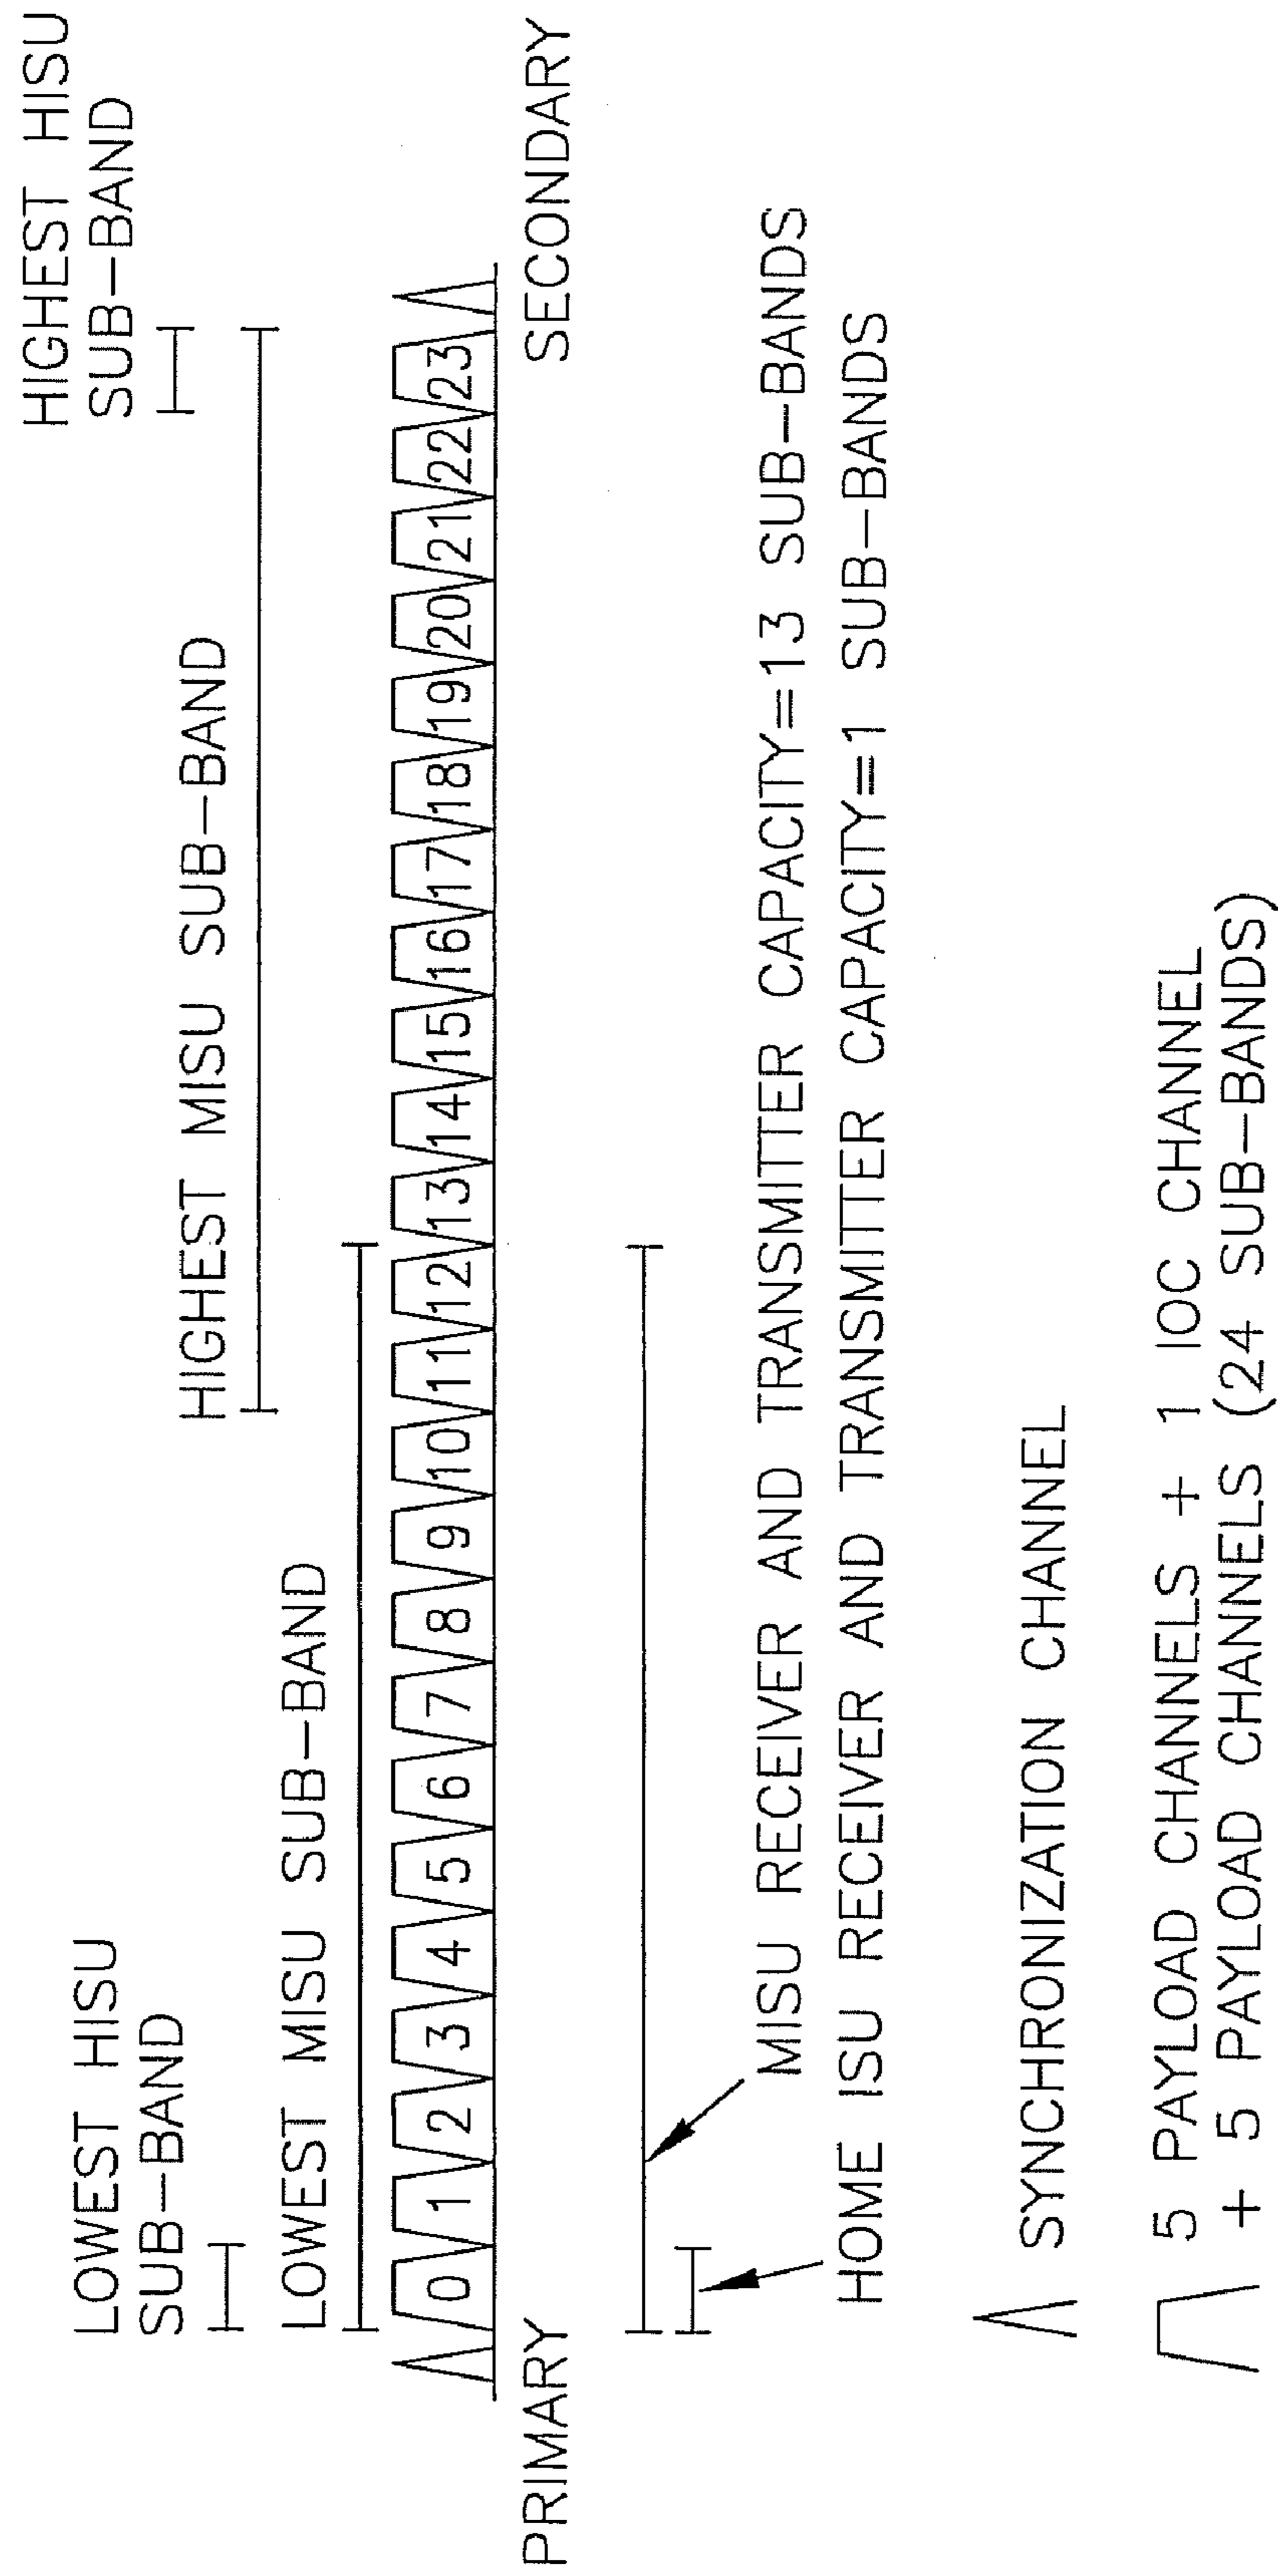 HIGHEST HISU
SUB-BAND
HIGHEST MISU SUB-BAND
LOWEST HISU
SUB-BAND
LOWEST MISU SUB-BAND
0 1 2 3 4 5 6 7 8 9 10 11 12 13 14 15 16 17 18 19 20 21 22 23
PRIMARY
SECONDARY
MISU RECEIVER AND TRANSMITTER CAPACITY=13 SUB-BANDS
HOME ISU RECEIVER AND TRANSMITTER CAPACITY=1 SUB-BANDS
SYNCHRONIZATION CHANNEL
5 PAYLOAD CHANNELS + 1 IOC CHANNEL
+ 5 PAYLOAD CHANNELS (24 SUB-BANDS)